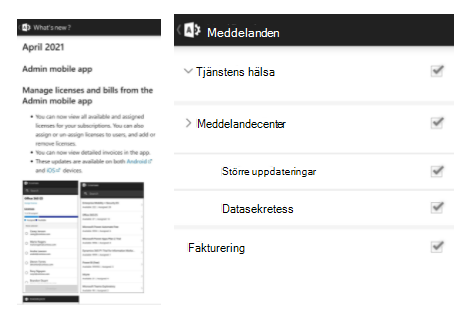 What's new?
April 2021
Admin mobile app
Manage licenses and bills from the
Admin mobile app
• You can now view all available and assigned
licenses for your subscriptions. You can also
assign or un-assign licenses to users, and add or
remove licenses.
• You can now view detailed invoices in the app.
• These updates are available on both Android
and iOS devices.
Meddelanden
Tjänstens hälsa
Meddelandecenter
Större uppdateringar
Datasekretess
Fakturering